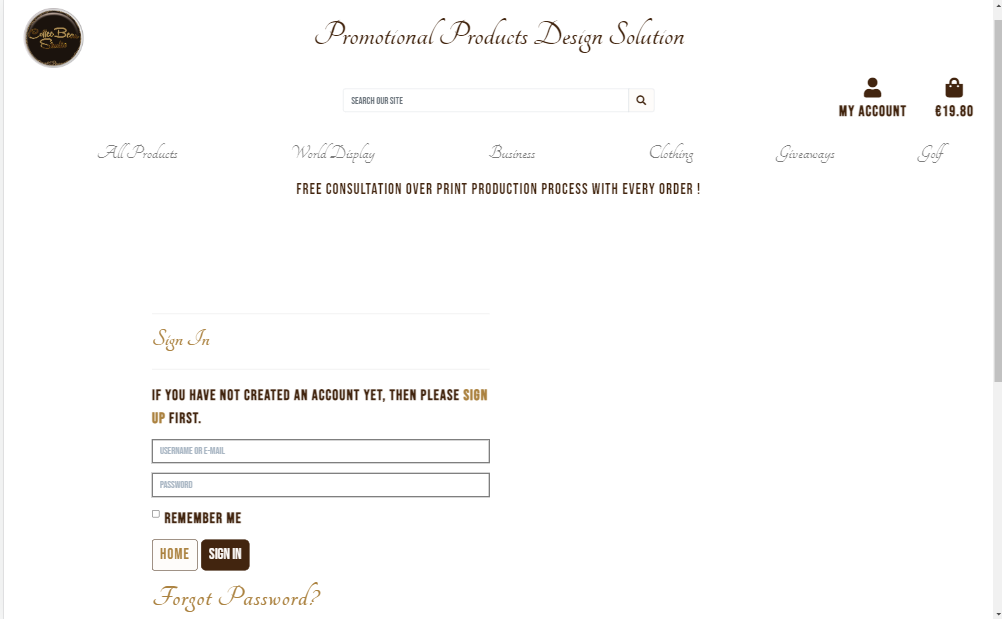 Coffee Beans
Studio
Promotional Products Design Solution
SEARCH OUR SITE
MY ACCOUNT
€19.80
All Products
World Display
Business
Clothing
Giveaways
Golf
FREE CONSULTATION OVER PRINT PRODUCTION PROCESS WITH EVERY ORDER !
Sign In
IF YOU HAVE NOT CREATED AN ACCOUNT YET, THEN PLEASE SIGN
UP FIRST.
USERNAME OR E-MAIL
PASSWORD
REMEMBER ME
HOME
SIGN IN
Forgot Password?